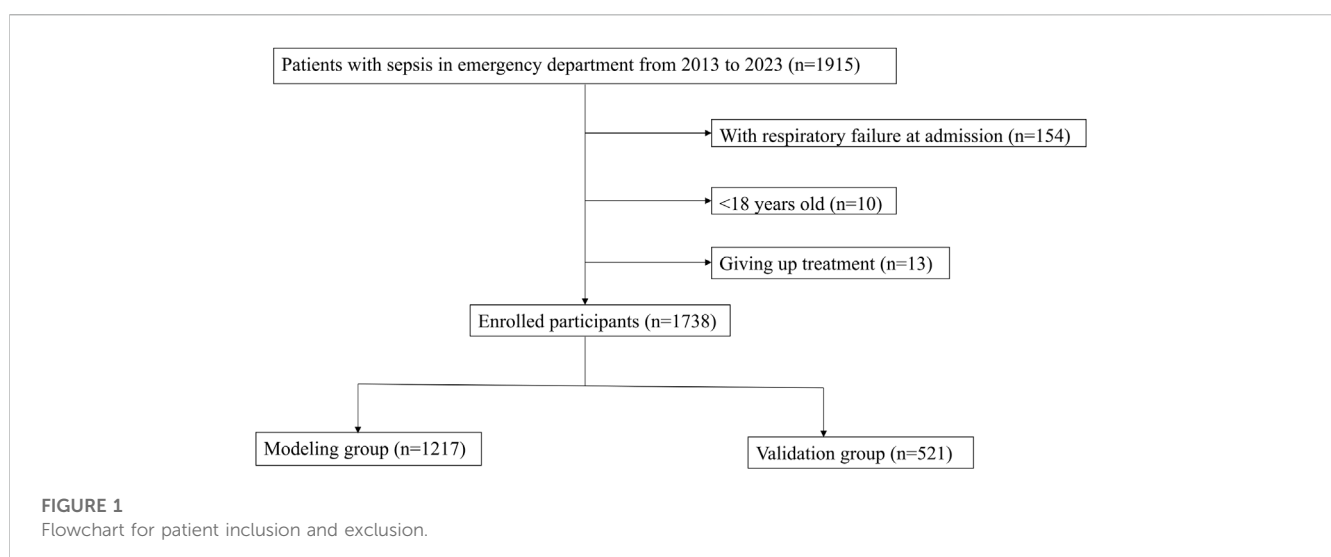 Patients with sepsis in emergency department from 2013 to 2023 (n=1915)
With respiratory failure at admission (n=154)
<18 years old (n=10)
Giving up treatment (n=13)
Enrolled participants (n=1738)
Modeling group (n=1217)
Validation group (n=521)
FIGURE 1
Flowchart for patient inclusion and exclusion.